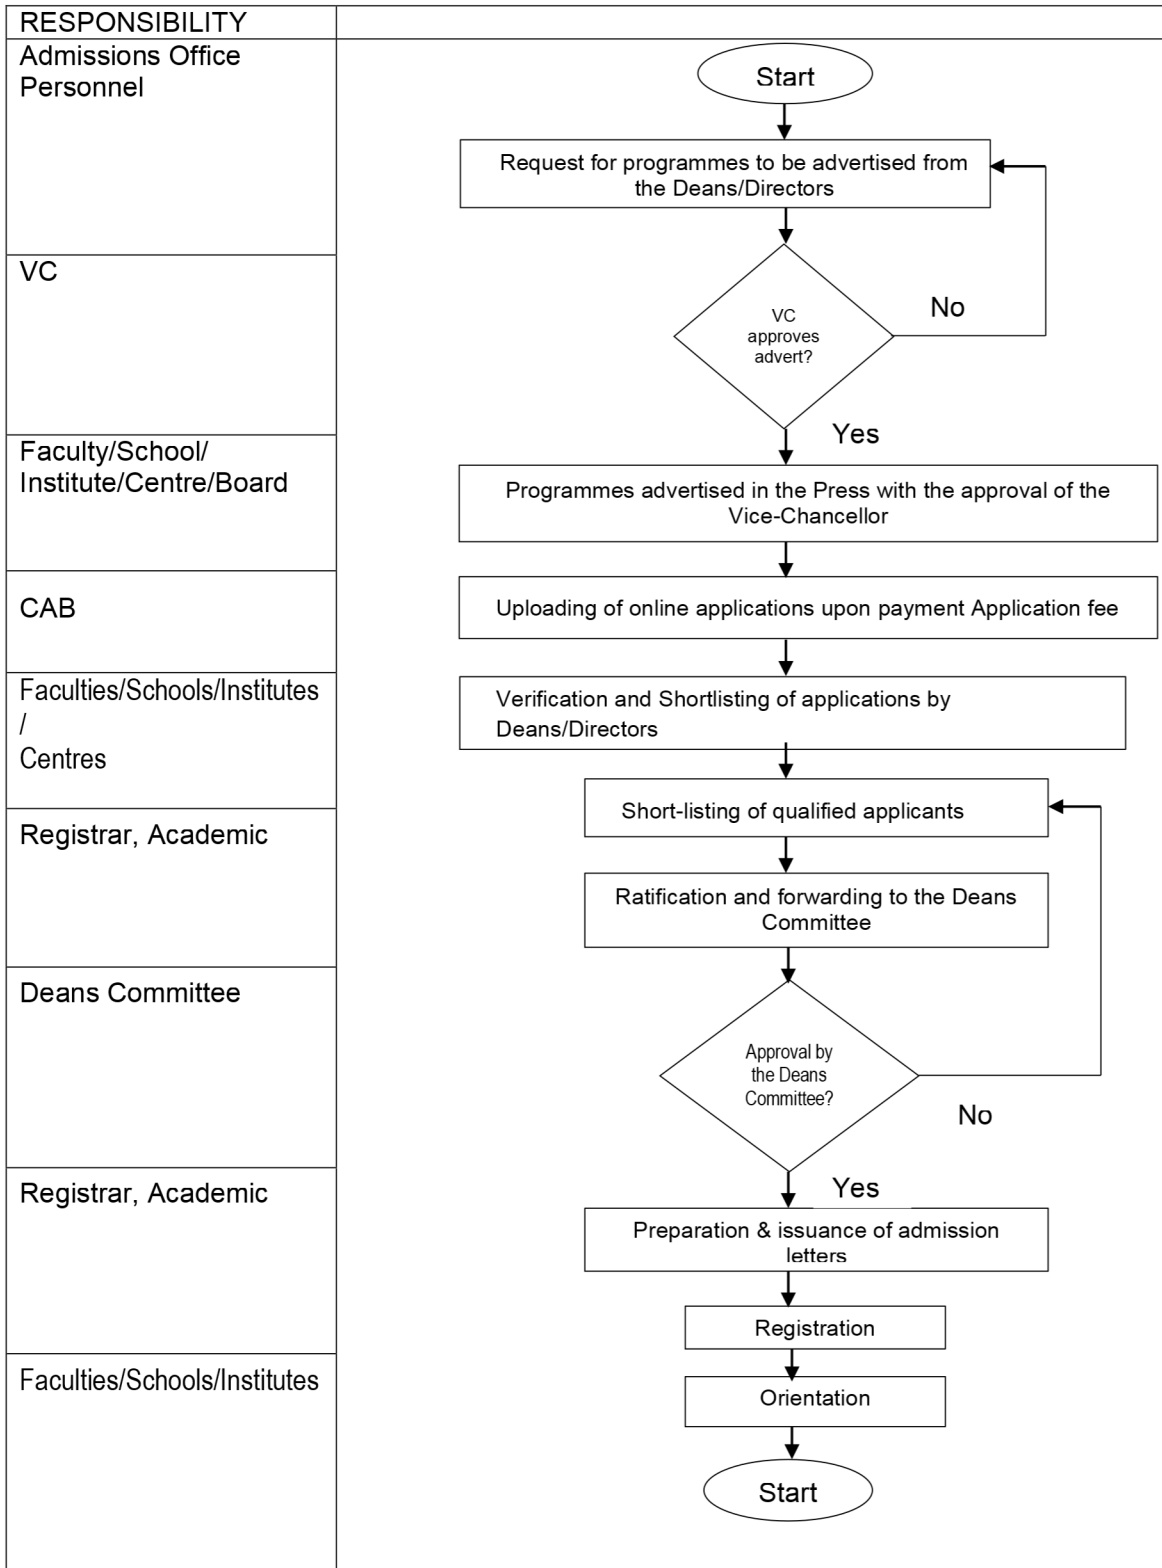 RESPONSIBILITY
Admissions Office
Personnel
Start
Request for programmes to be advertised from
the Deans/Directors
VC
No
VC
approves
advert?
Yes
Faculty/School/
Institute/Centre/Board
Programmes advertised in the Press with the approval of the
Vice-Chancellor
CAB
Uploading of online applications upon payment Application fee
Faculties/Schools/Institutes
/
Centres
Verification and Shortlisting of applications by
Deans/Directors
Short-listing of qualified applicants
Registrar, Academic
Ratification and forwarding to the Deans
Committee
Deans Committee
Approval by
the Deans
Committee?
No
Yes
Registrar, Academic
Preparation & issuance of admission
letters
Registration
Faculties/Schools/Institutes
Orientation
Start